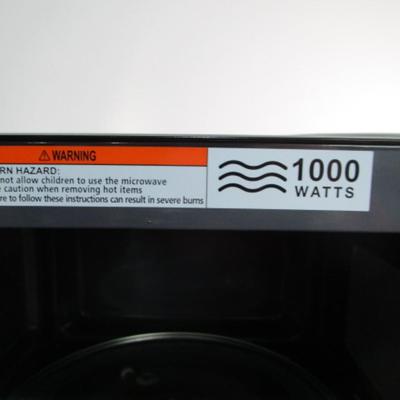 WARNING
RN HAZARD:
not allow children to use the microwave
e caution when removing hot items
re to follow these instructions can result in severe burns
1000
WATTS